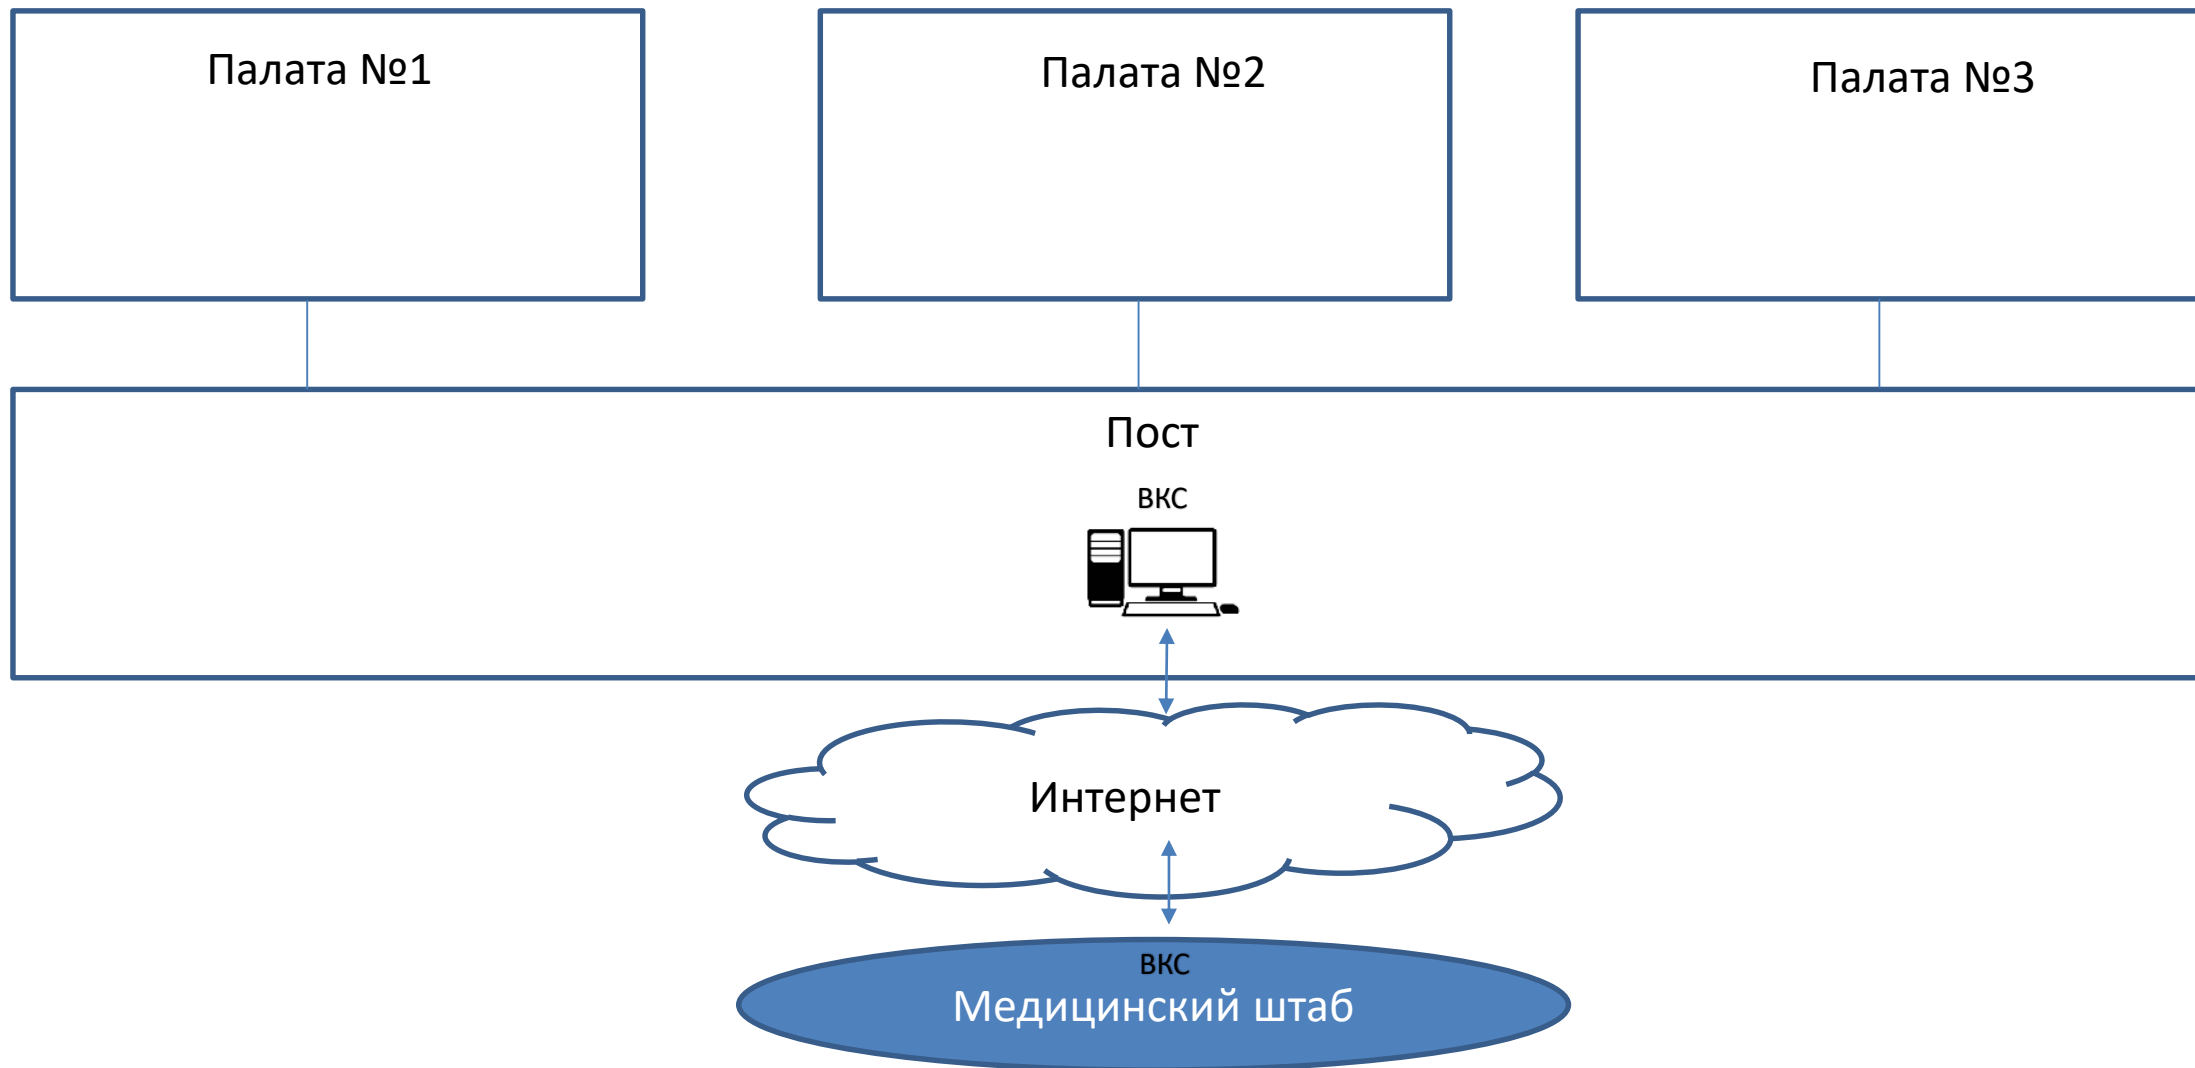 Палата №1
Палата №2
Палата №3
Пост
ВКС
Интернет
ВКС
Медицинский штаб